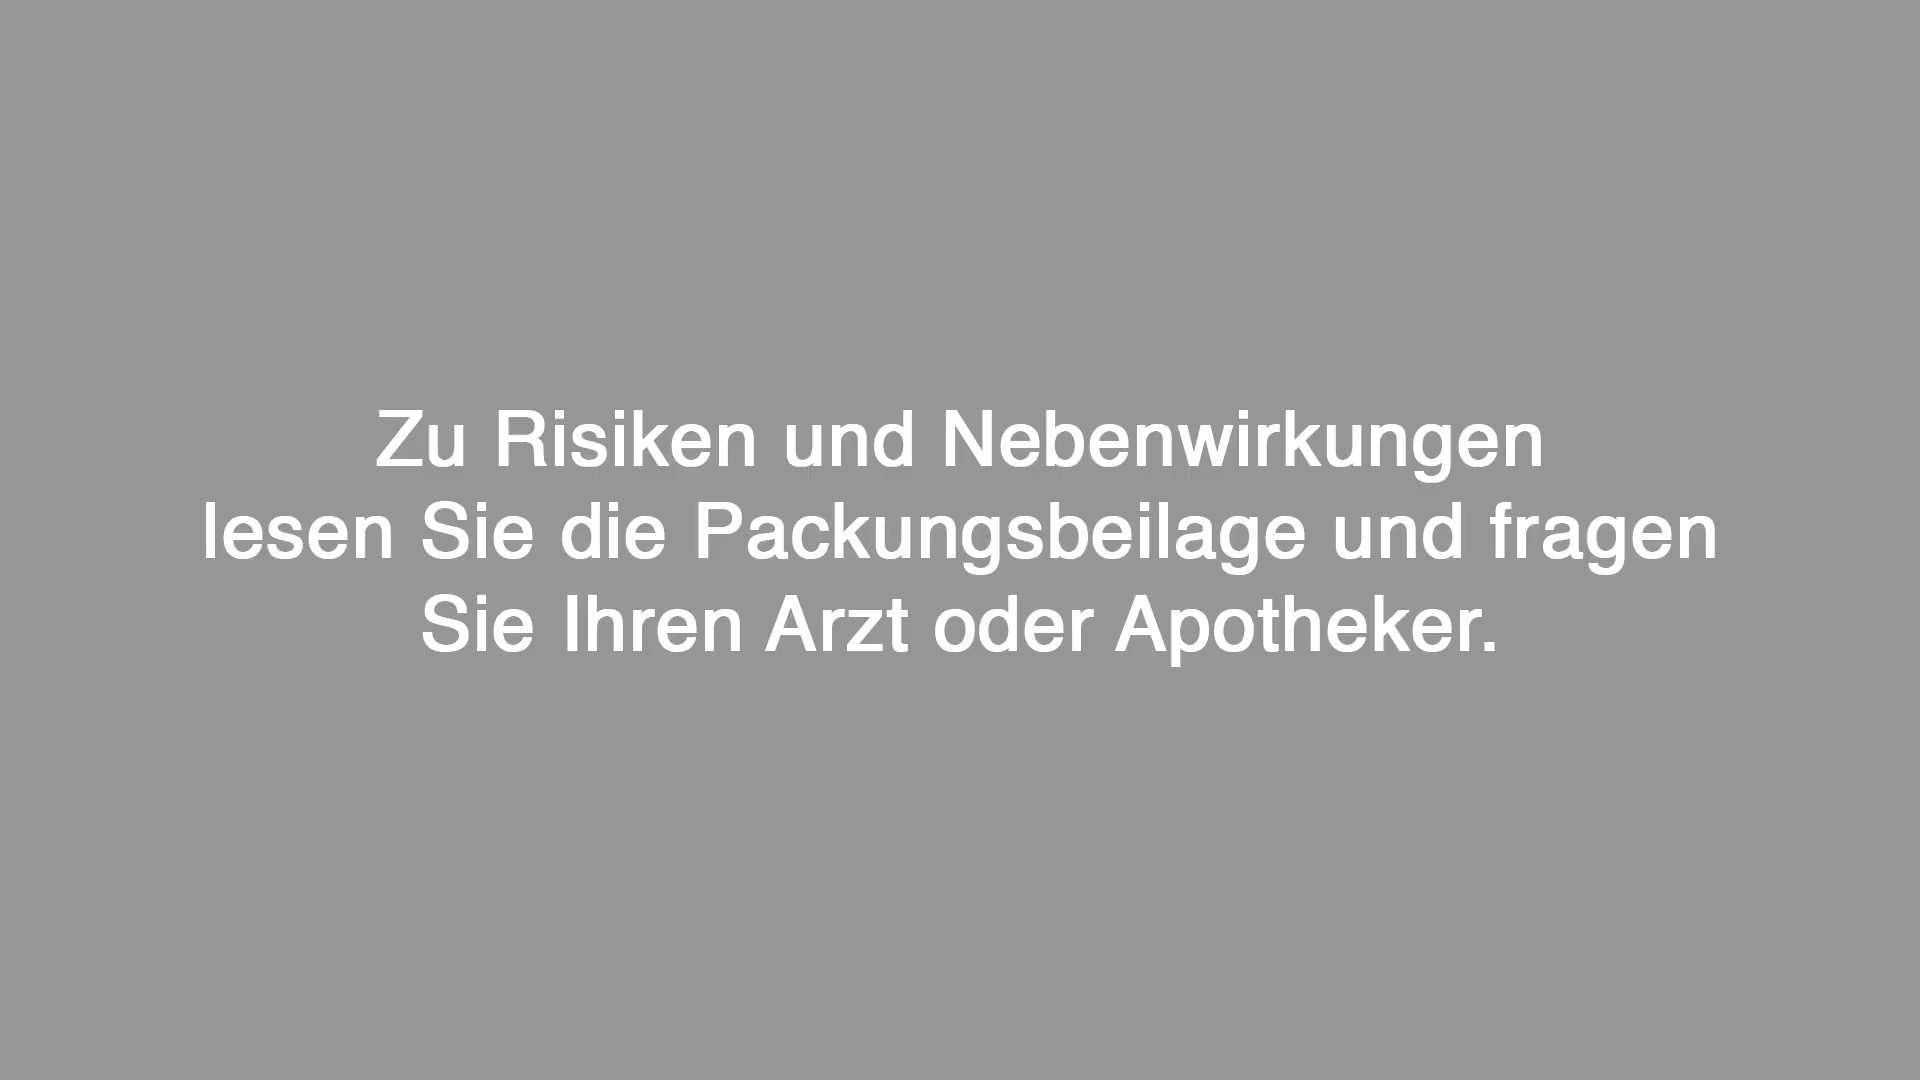 Zu Risiken und Nebenwirkungen
lesen Sie die Packungsbeilage und fragen
Sie Ihren Arzt oder Apotheker.